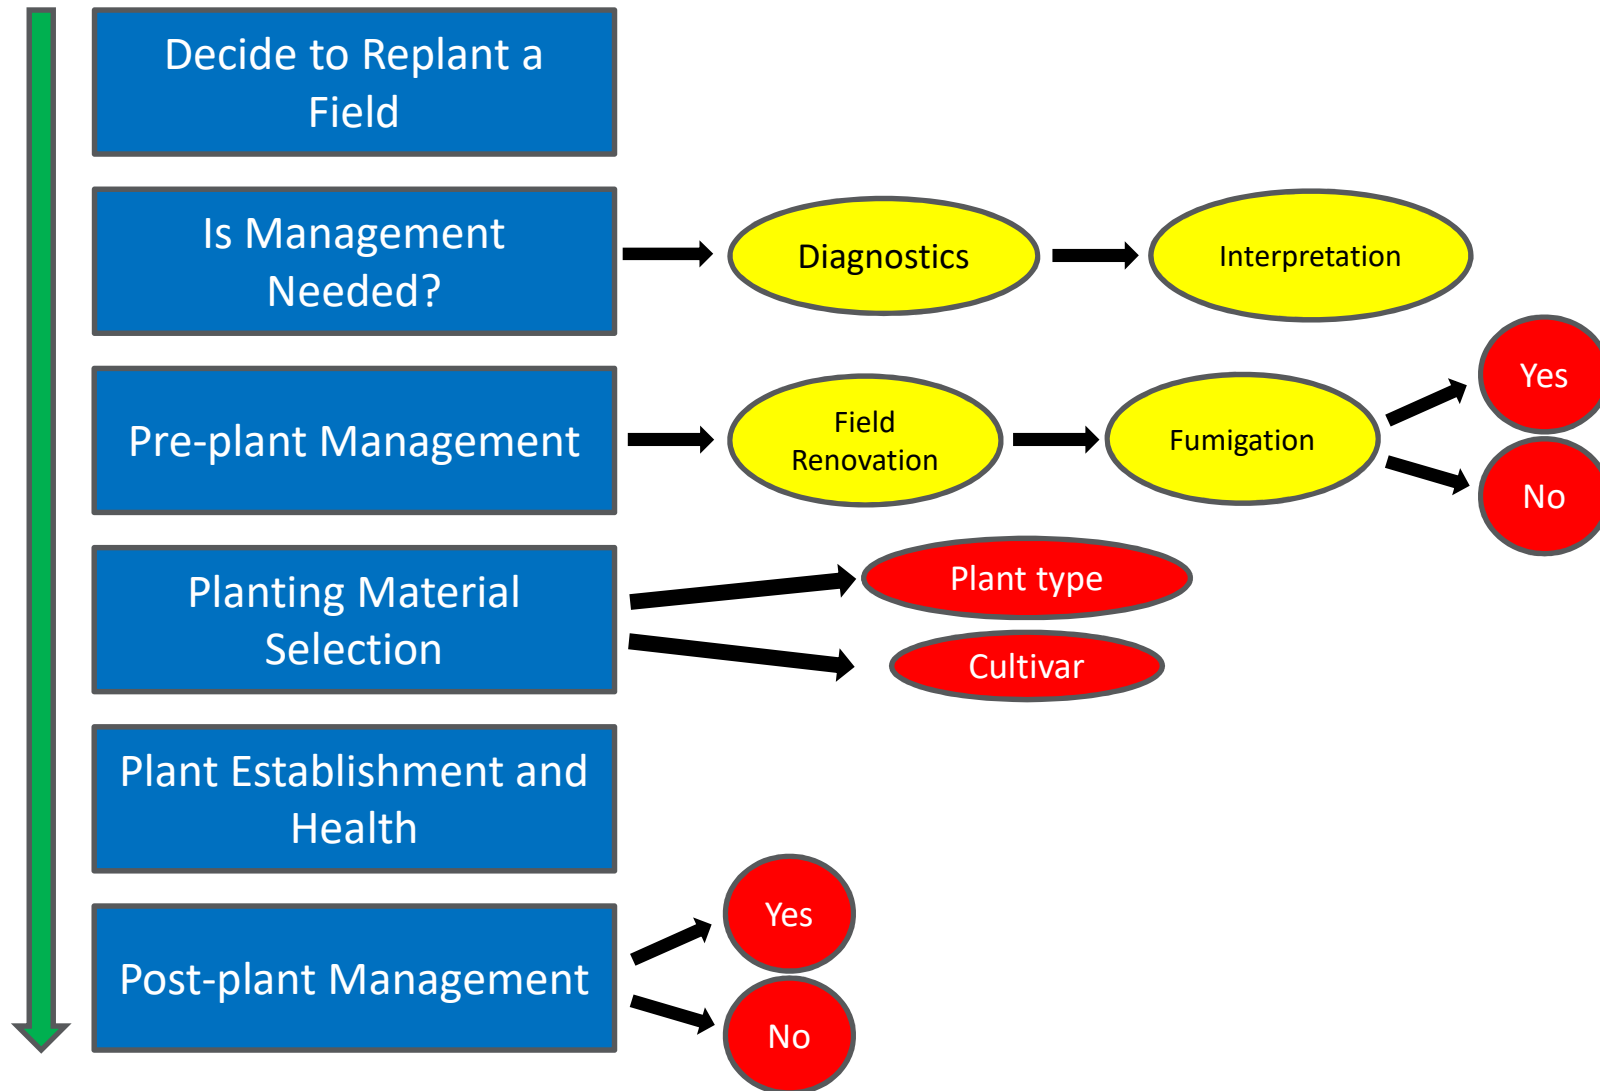 Decide to Replant a
Field
Is Management
Needed?
Diagnostics
Interpretation
Pre-plant Management
Field
Renovation
Fumigation
Yes
No
Planting Material
Selection
Plant type
Cultivar
Plant Establishment and
Health
Post-plant Management
Yes
No